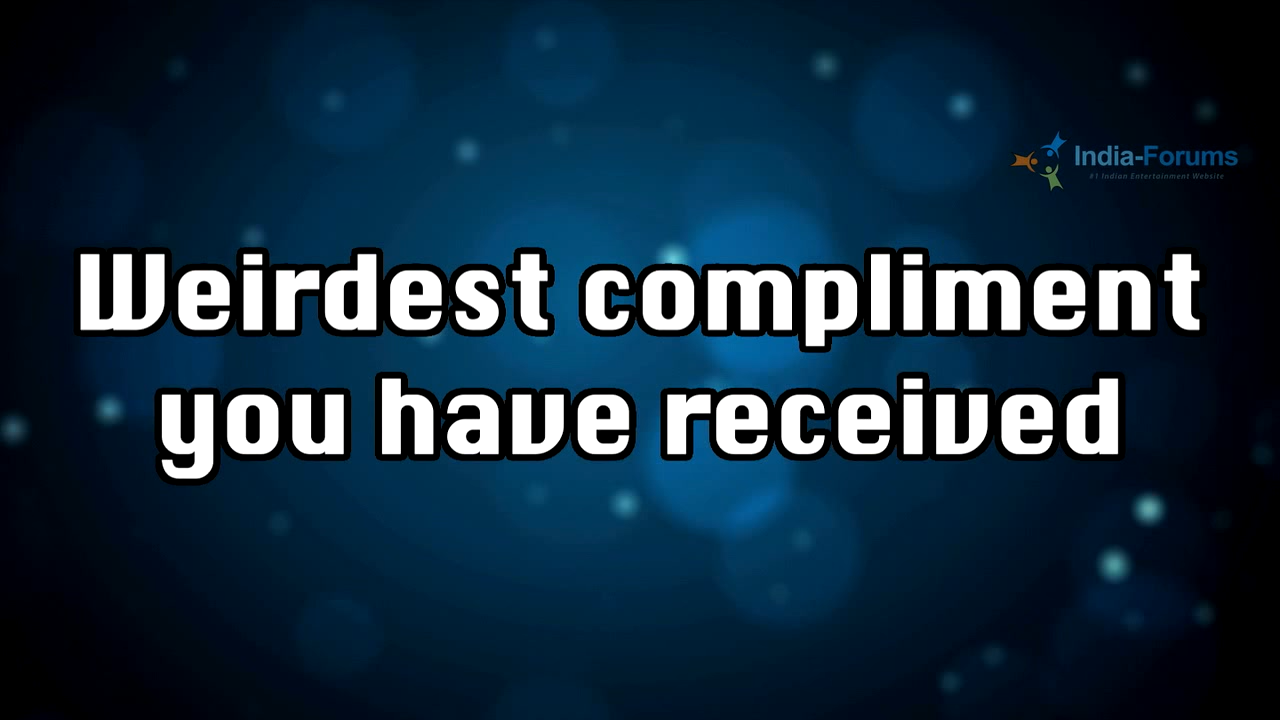 India-Forums
#1 Indian Entertainment Website
Weirdest compliment
you have received